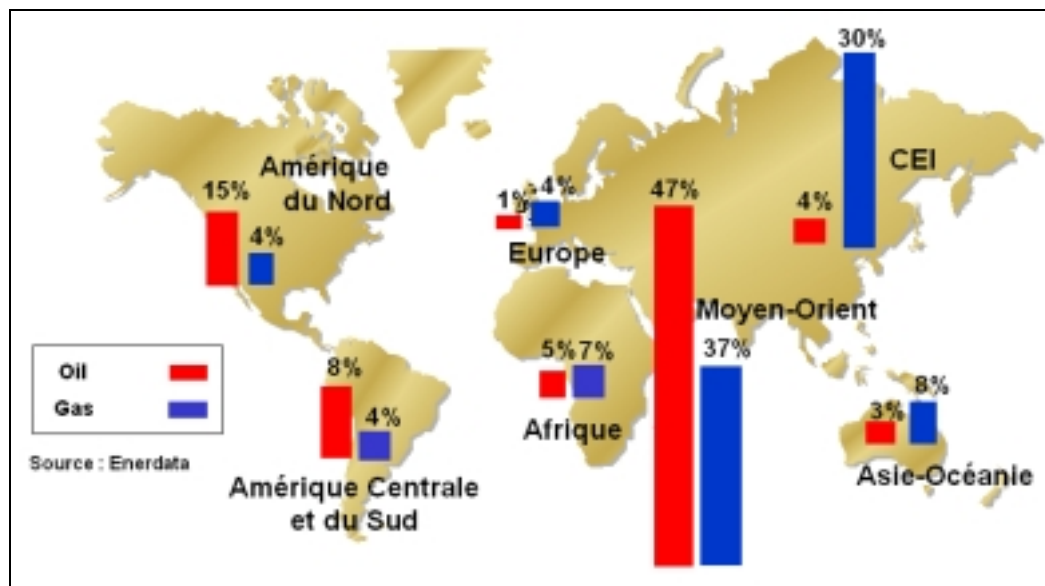 30%
Amérique
du Nord
15%
4%
1%
4%
Europe
47%
4%
CEI
Moyen-Orient
37%
Oil
Gas
Source : Enerdata
8%
4%
Amérique Centrale
et du Sud
5%
7%
Afrique
3%
8%
Asie-Océanie